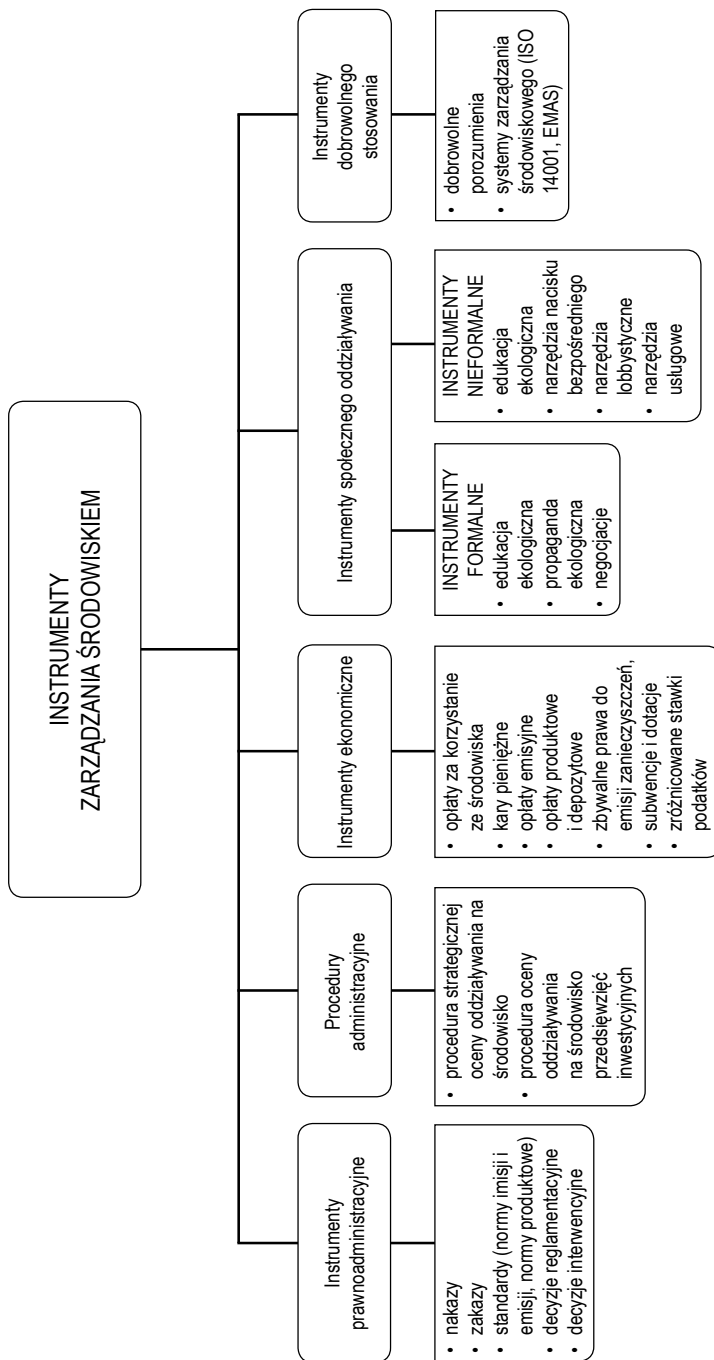 INSTRUMENTY
ZARZĄDZANIA ŚRODOWISKIEM
Instrumenty
prawnoadministracyjne
• nakazy
• zakazy
• standardy (normy imisji i
emisji, normy produktowe)
• decyzje reglamentacyjne
• decyzje interwencyjne
Procedury
administracyjne
• procedura strategicznej
oceny oddziaływania na
środowisko
• procedura oceny
oddziaływania
na środowisko
przedsięwzięć
inwestycyjnych
Instrumenty ekonomiczne
• opłaty za korzystanie
ze środowiska
• kary pieniężne
• opłaty emisyjne
• opłaty produktowe
i depozytowe
• zbywalne prawa do
emisji zanieczyszczeń,
• subwencje i dotacje
• zróżnicowane stawki
podatków
Instrumenty społecznego oddziaływania
INSTRUMENTY
FORMALNE
• edukacja
ekologiczna
• propaganda
ekologiczna
• negocjacje
INSTRUMENTY
NIEFORMALNE
• edukacja
ekologiczna
• narzędzia nacisku
bezpośredniego
• narzędzia
lobbystyczne
• narzędzia
usługowe
Instrumenty
dobrowolnego
stosowania
• dobrowolne
porozumienia
• systemy zarządzania
środowiskowego (ISO
14001, EMAS)